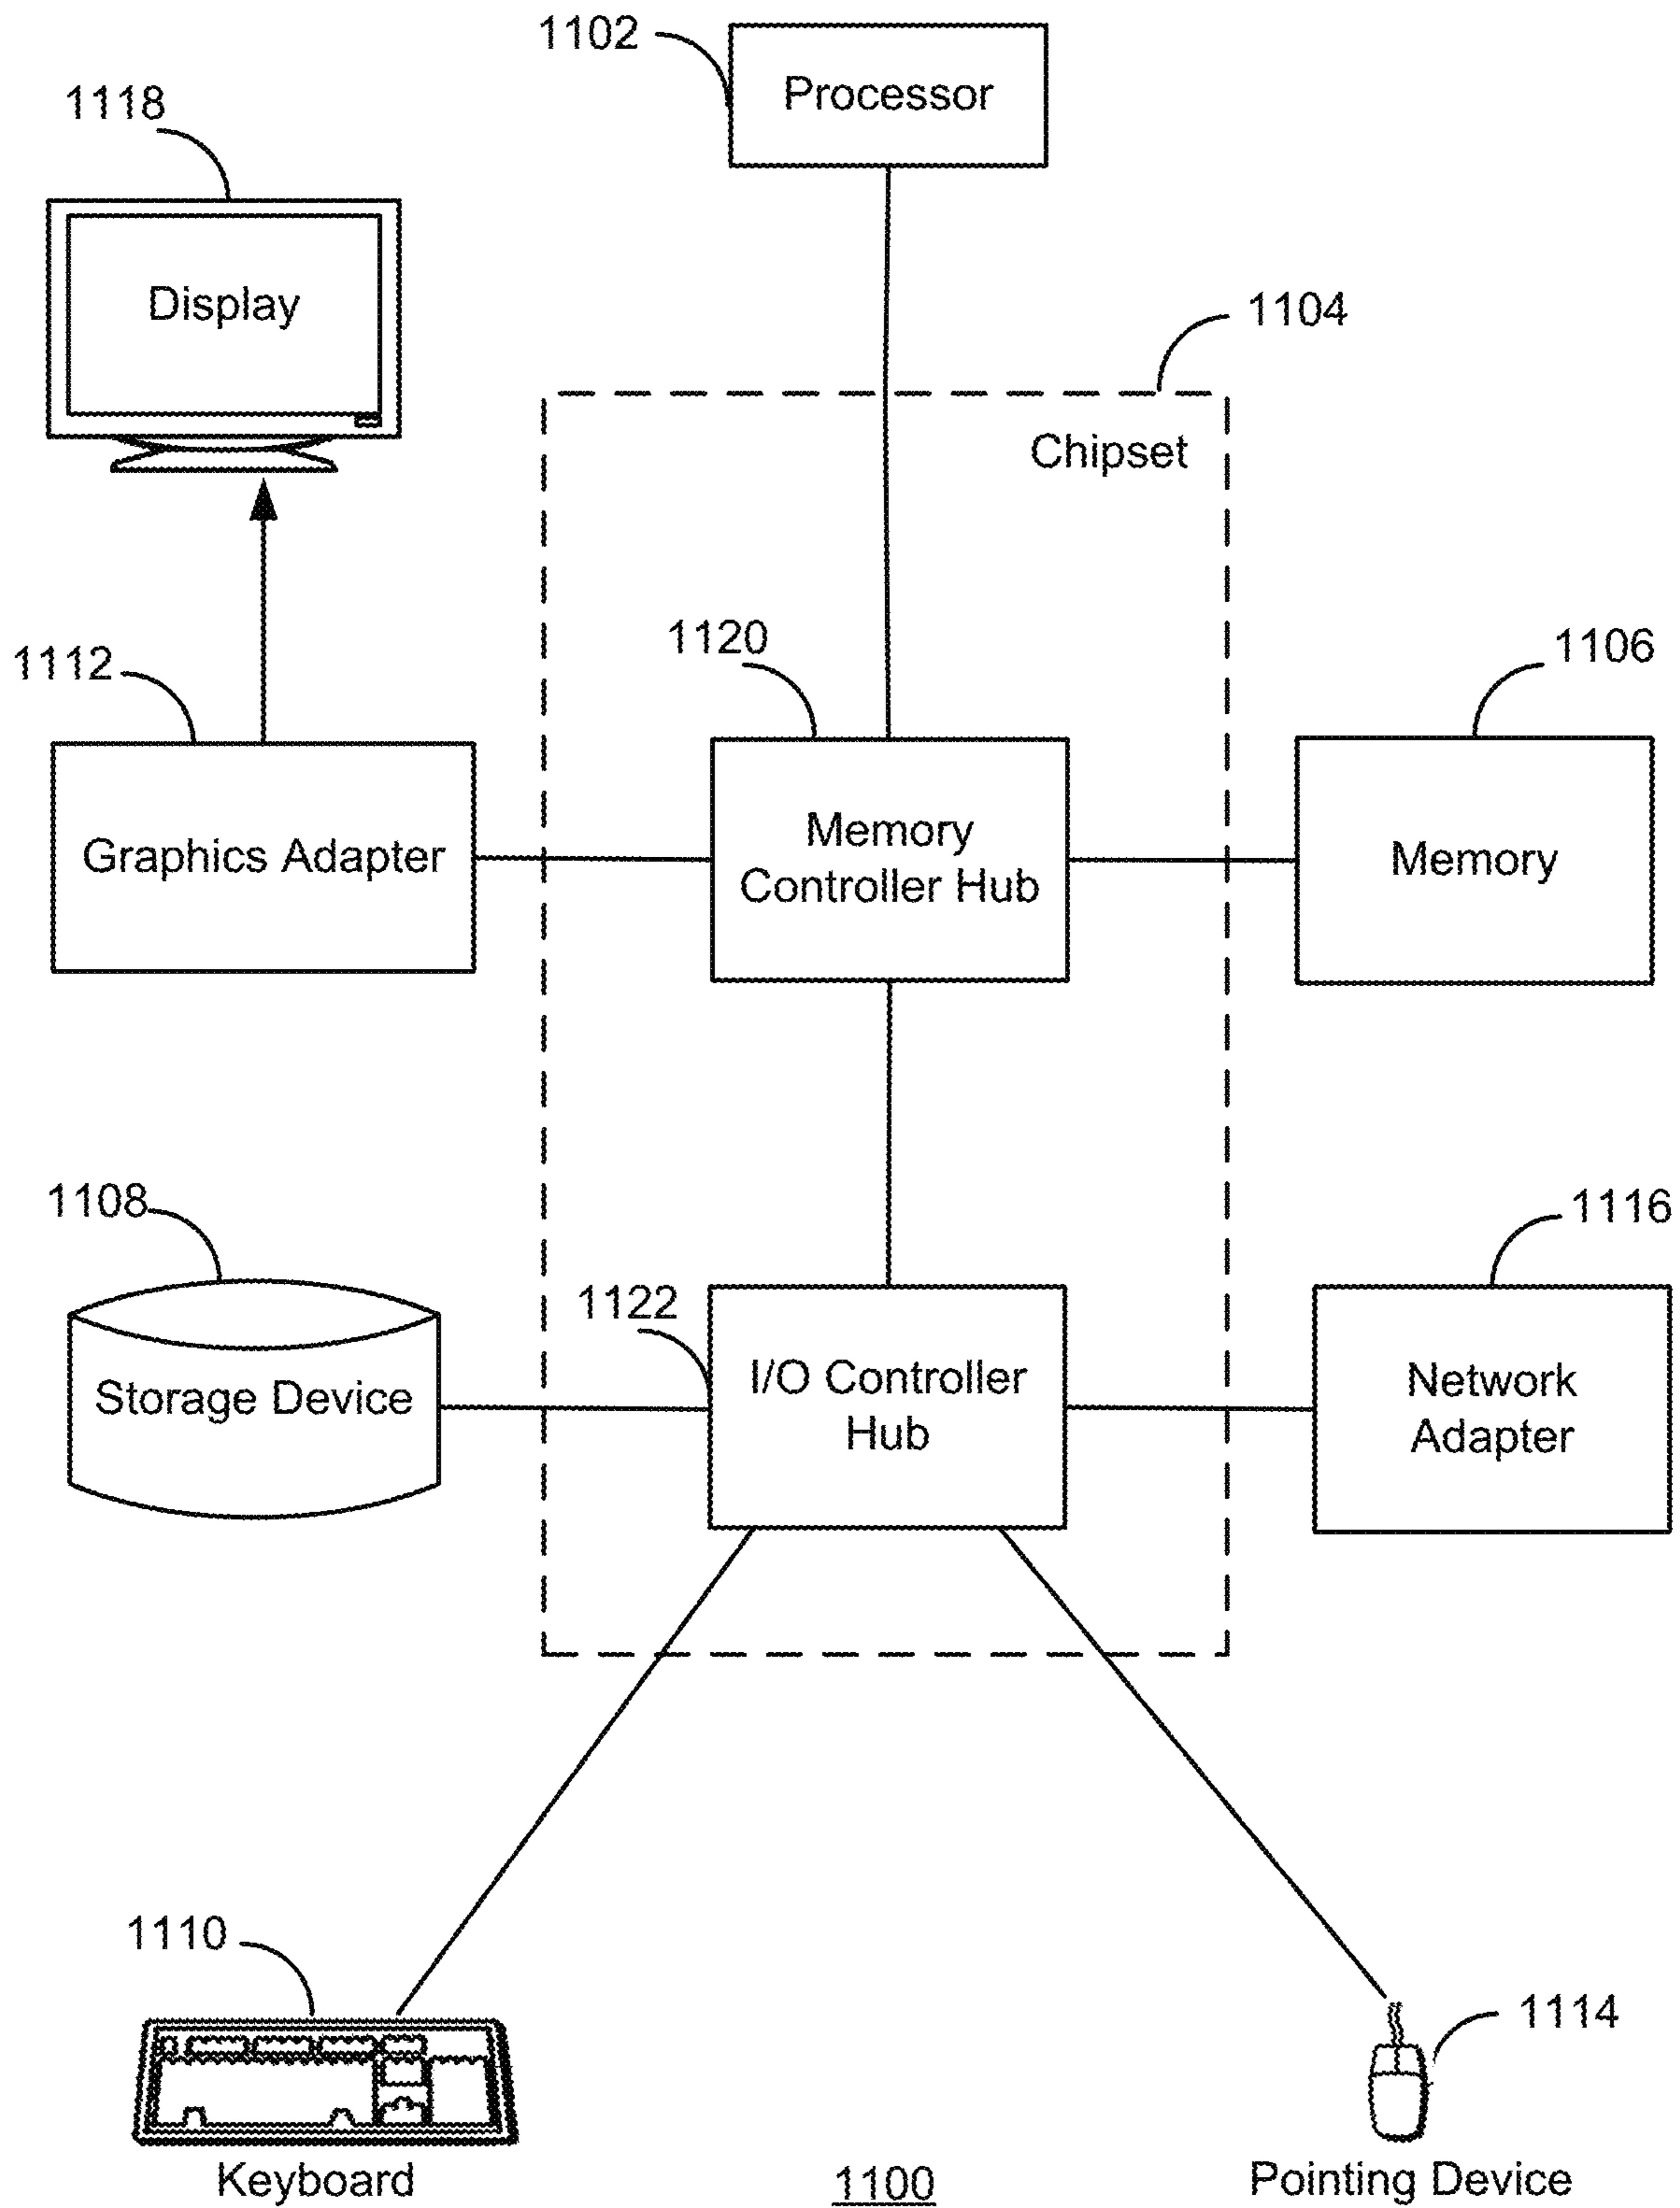 1102
Processor
1118
Display
1104
Chipset
1112
Graphics Adapter
1120
Memory
Controller Hub
1106
Memory
1108
Storage Device
1122
I/O Controller
Hub
1116
Network
Adapter
1110
Keyboard
1114
Pointing Device
1100